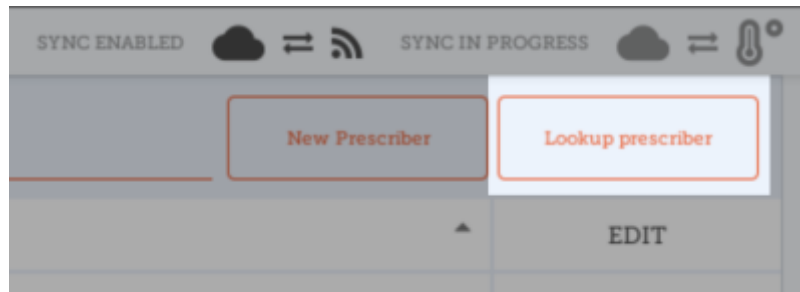 SYNC ENABLED SYNC IN PROGRESS
New Prescriber Lookup prescriber
EDIT